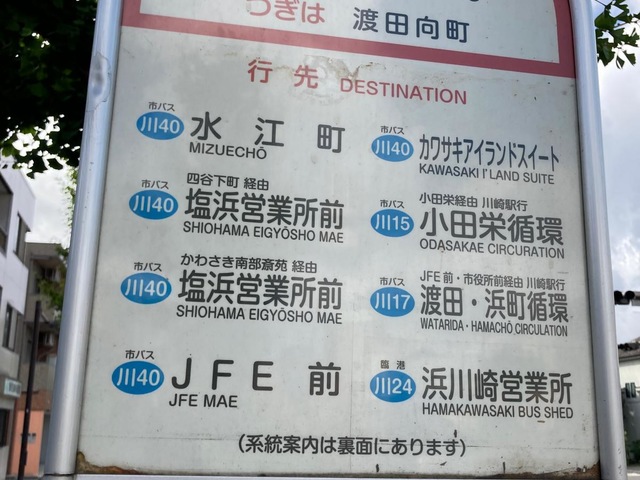 つぎは 渡田向町
行先 DESTINATION
市バス
川40 水江町
MIZUECHŌ
市バス 四谷下町 経由
川40 塩浜営業所前
SHIOHAMA EIGYŌSHO MAE
市バス かわさき南部斎苑 経由
川40 塩浜営業所前
SHIOHAMA EIGYŌSHO MAE
市バス
川40 JFE前
JFE MAE
市バス
川40 カワサキアイランドスイート
KAWASAKI I'LAND SUITE
市バス 小田栄経由 川崎駅行
川15 小田栄循環
ODASAKAE CIRCURATION
市バス JFE前・市役所前経由 川崎駅行
川17 渡田・浜町循環
WATARIDA・HAMACHŌ CIRCULATION
臨港
川24 浜川崎営業所
HAMAKAWASAKI BUS SHED
(系統案内は裏面にあります)